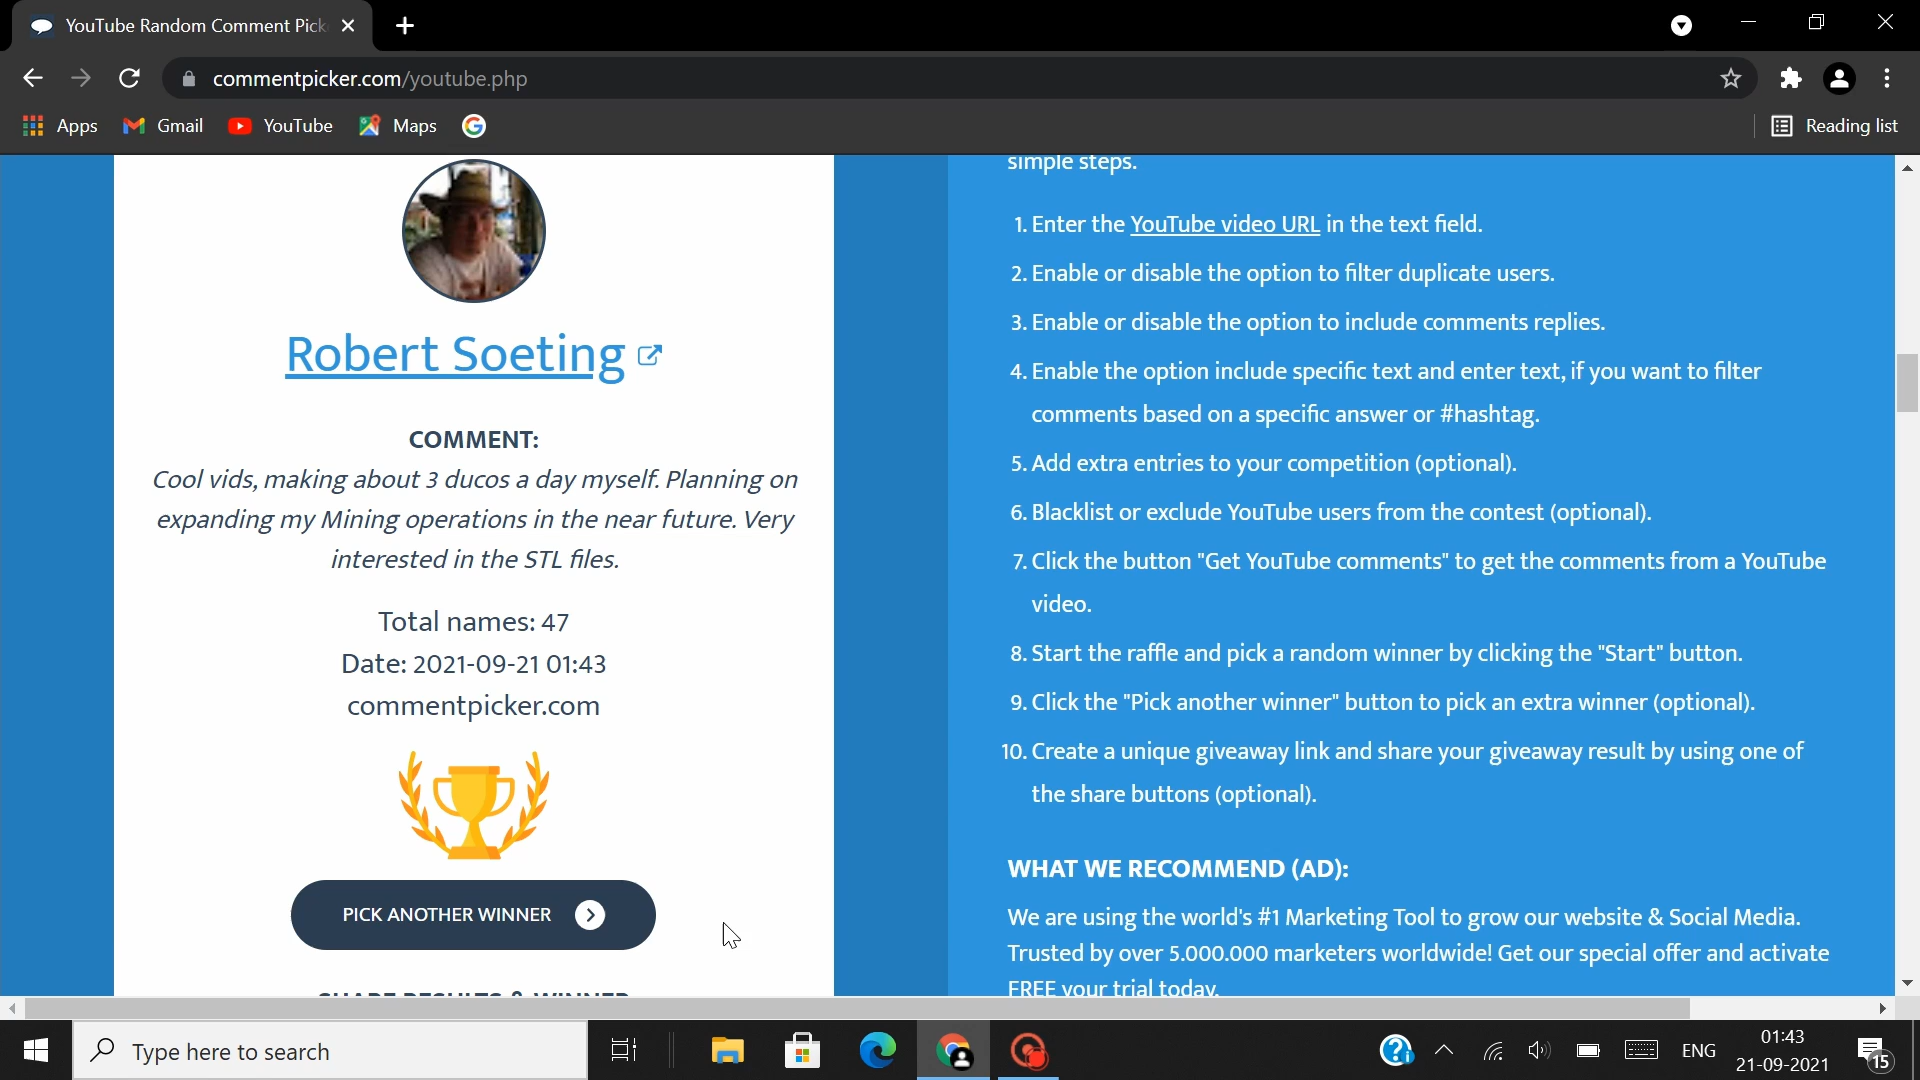 YouTube Random Comment Pick
commentpicker.com/youtube.php
Apps
Gmail
YouTube
Maps
Reading list
Robert Soeting
COMMENT:
Cool vids, making about 3 ducos a day myself. Planning on
expanding my Mining operations in the near future. Very
interested in the STL files.
Total names: 47
Date: 2021-09-21 01:43
commentpicker.com
PICK ANOTHER WINNER
SHARE RESULTS & WINNER
simple steps.
1. Enter the YouTube video URL in the text field.
2. Enable or disable the option to filter duplicate users.
3. Enable or disable the option to include comments replies.
4. Enable the option include specific text and enter text, if you want to filter
comments based on a specific answer or #hashtag.
5. Add extra entries to your competition (optional).
6. Blacklist or exclude YouTube users from the contest (optional).
7. Click the button "Get YouTube comments" to get the comments from a YouTube
video.
8. Start the raffle and pick a random winner by clicking the "Start" button.
9. Click the "Pick another winner" button to pick an extra winner (optional).
10. Create a unique giveaway link and share your giveaway result by using one of
the share buttons (optional).
WHAT WE RECOMMEND (AD):
We are using the world's #1 Marketing Tool to grow our website & Social Media.
Trusted by over 5.000.000 marketers worldwide! Get our special offer and activate
FREE your trial today.
Type here to search
ENG
01:43
21-09-2021
15